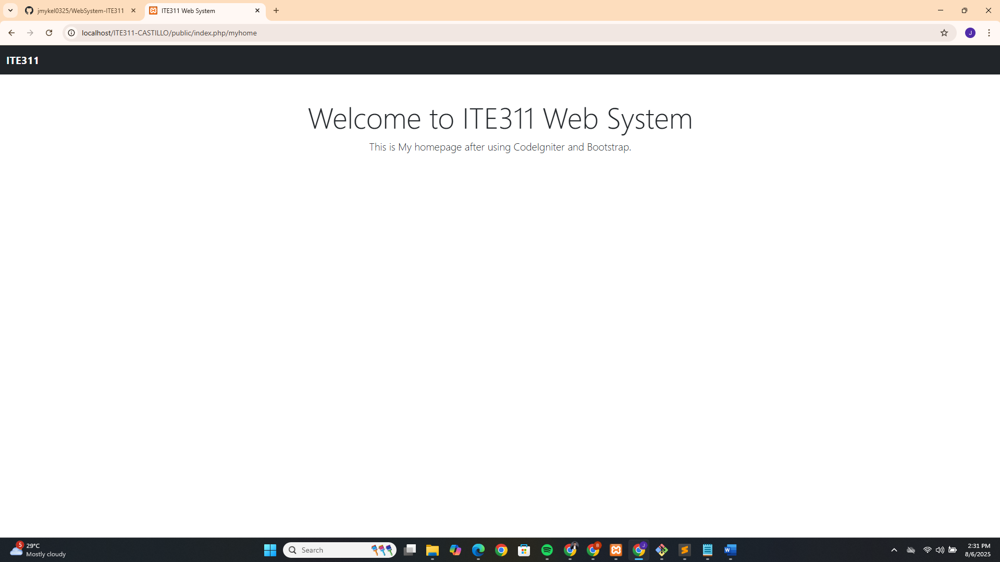 jmykel0325/WebSystem-ITE311
ITE311 Web System
localhost/ITE311-CASTILLO/public/index.php/myhome
J
ITE311
Welcome to ITE311 Web System
This is My homepage after using CodeIgniter and Bootstrap.
5
29°C
Mostly cloudy
Search
B
J
W
2:31 PM
8/6/2025